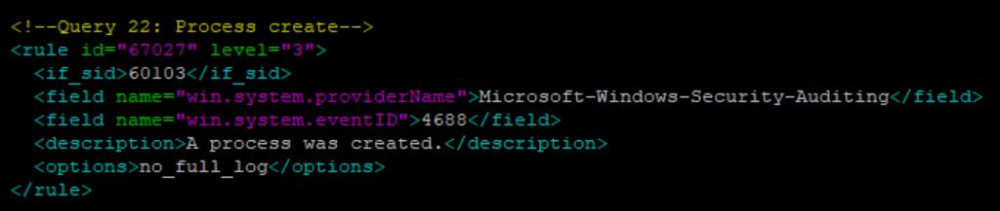 <!--Query 22: Process create-->
<rule id="67027" level="3">
  <if_sid>60103</if_sid>
  <field name="win.system.providerName">Microsoft-Windows-Security-Auditing</field>
  <field name="win.system.eventID">4688</field>
  <description>A process was created.</description>
  <options>no_full_log</options>
</rule>